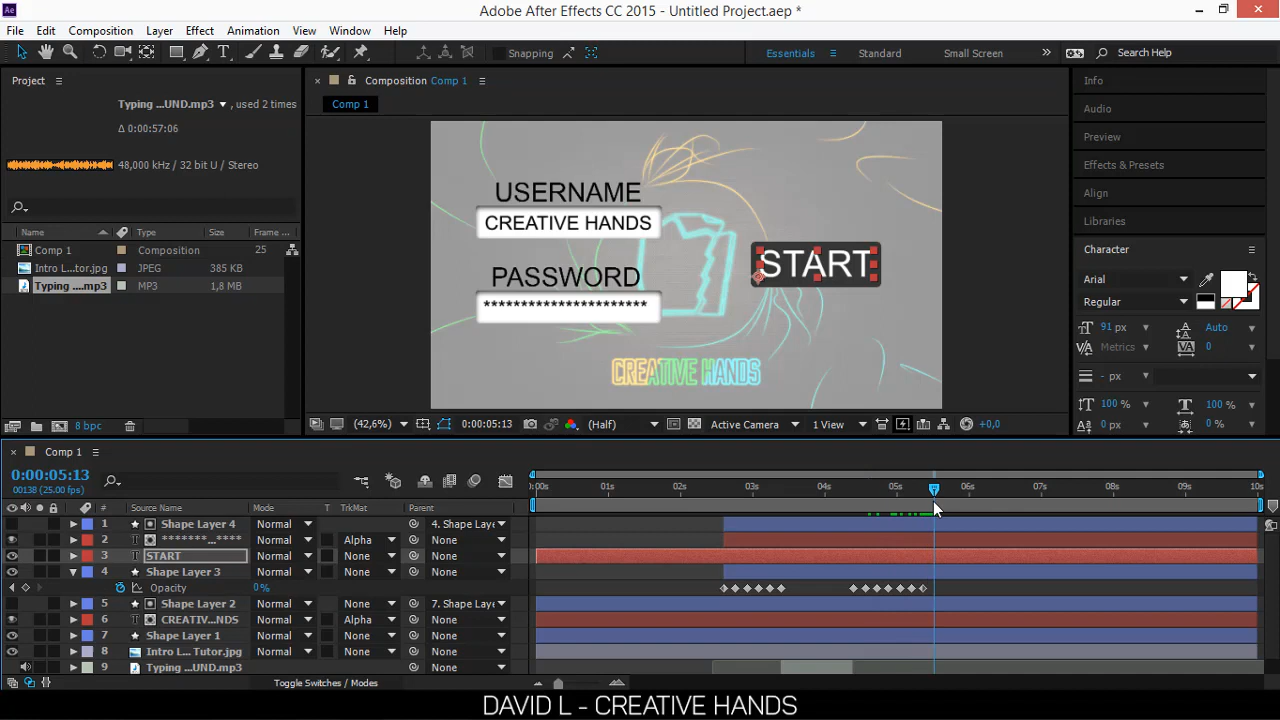 Adobe After Effects CC 2015 - Untitled Project.aep *
File Edit Composition Layer Effect Animation View Window Help
Snapping Essentials Standard Small Screen Search Help
Project
Composition Comp 1
Comp 1
Typing ...UND.mp3 , used 2 times
Δ 0:00:57:06
48,000 kHz / 32 bit U / Stereo
Name Type Size Frame ...
Comp 1 Composition 25
Intro L...tor.jpg JPEG 385 KB
Typing ....mp3 MP3 1,8 MB
8 bpc
USERNAME
CREATIVE HANDS
PASSWORD
**********************
START
CREATIVE HANDS
(42,6%) 0:00:05:13 (Half) Active Camera 1 View +0,0
Info
Audio
Preview
Effects & Presets
Align
Libraries
Character
Arial
Regular
91 px Auto
Metrics 0
- px
100 % 100 %
0 px 0 %
Comp 1
0:00:05:13
00138 (25.00 fps)
:00s 01s 02s 03s 04s 05s 06s 07s 08s 09s 10s
# Source Name Mode T TrkMat Parent
1 Shape Layer 4 Normal 4. Shape Laye
2 *******...**** Normal Alpha None
3 START Normal None None
4 Shape Layer 3 Normal None None
Opacity 0%
5 Shape Layer 2 Normal None 7. Shape Laye
6 CREATIV...NDS Normal Alpha None
7 Shape Layer 1 Normal None None
8 Intro L... Tutor.jpg Normal None None
9 Typing ...UND.mp3 None
Toggle Switches / Modes
DAVID L - CREATIVE HANDS